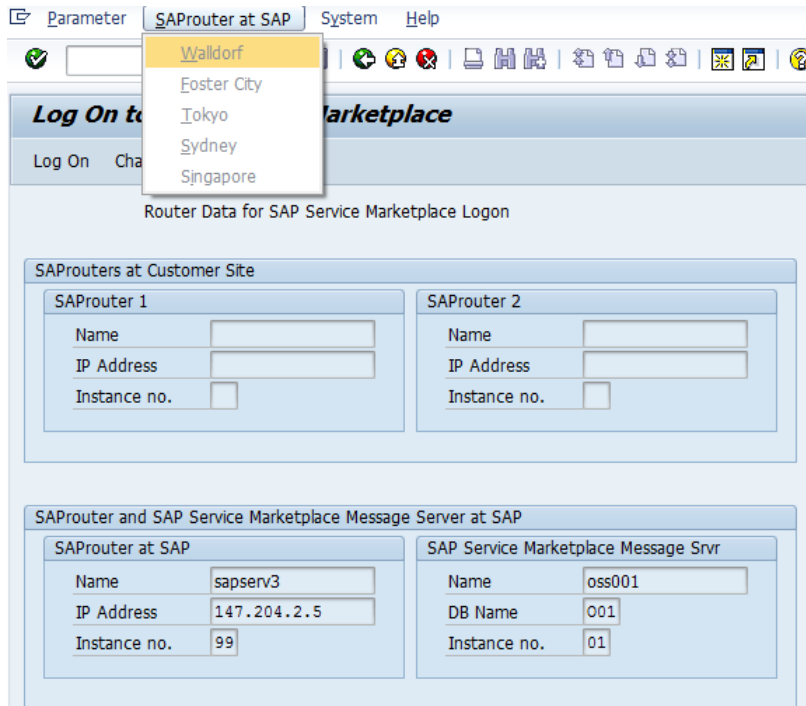 Parameter SAProuter at SAP System Help
Walldorf
Foster City
Tokyo
Sydney
Singapore
Log On to arketplace
Log On Cha
Router Data for SAP Service Marketplace Logon
SAProuters at Customer Site
SAProuter 1 SAProuter 2
Name Name
IP Address IP Address
Instance no. Instance no.
SAProuter and SAP Service Marketplace Message Server at SAP
SAProuter at SAP SAP Service Marketplace Message Srvr
Name sapserv3 Name oss001
IP Address 147.204.2.5 DB Name O01
Instance no. 99 Instance no. 01